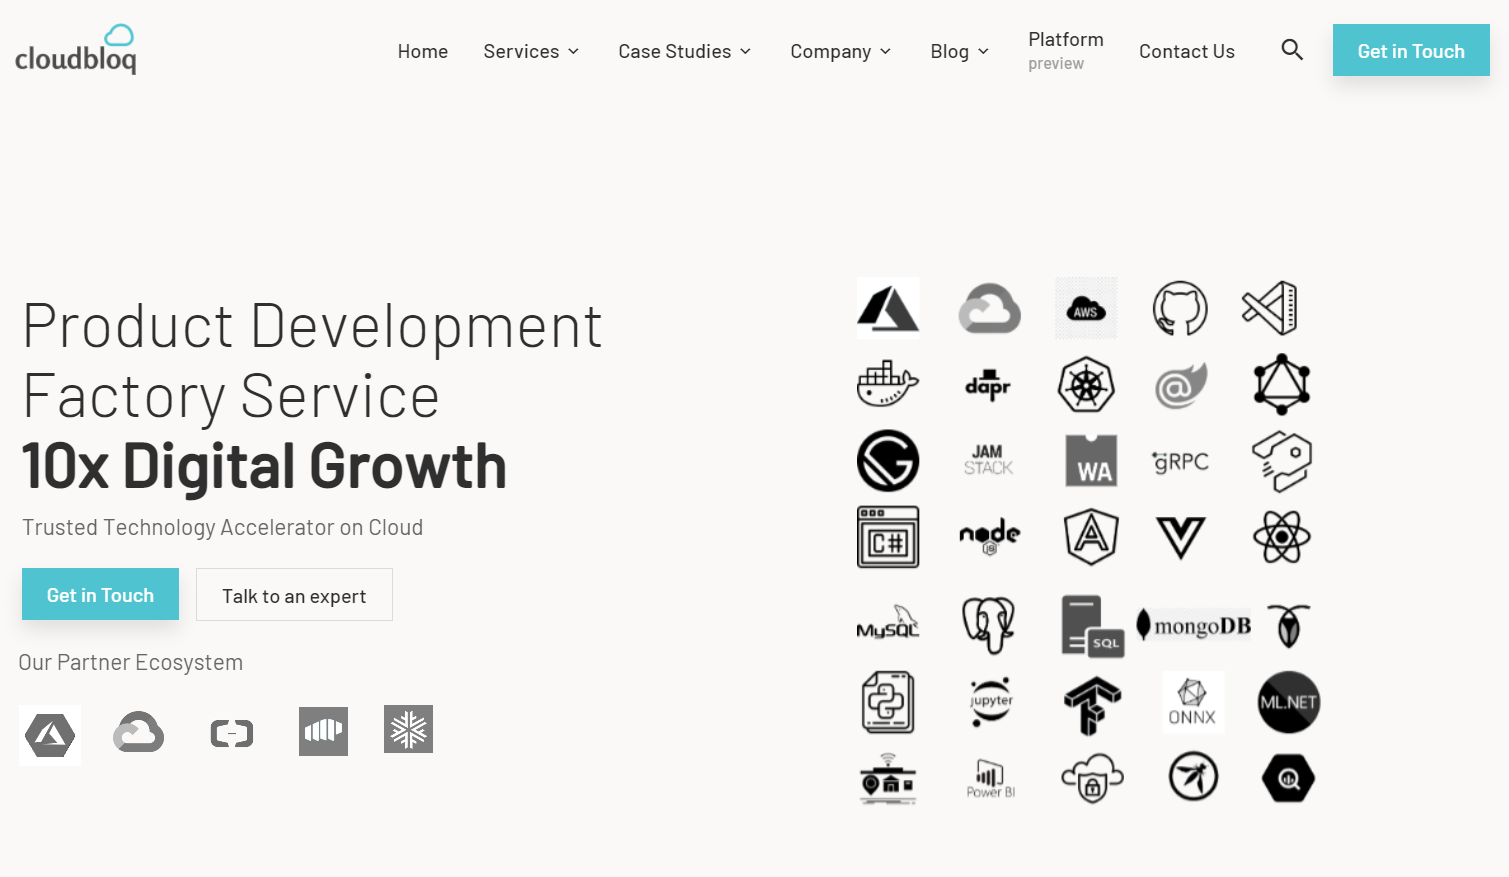 cloudbloq
Home Services Case Studies Company Blog Platform Contact Us Get in Touch
preview
Product Development
Factory Service
10x Digital Growth
Trusted Technology Accelerator on Cloud
Get in Touch Talk to an expert
Our Partner Ecosystem
AWS
dapr
@
JAM
STACK
WA
gRPC
C#
node
JS
A
MySQL
SQL
mongoDB
jupyter
ONNX
ML.NET
Power BI